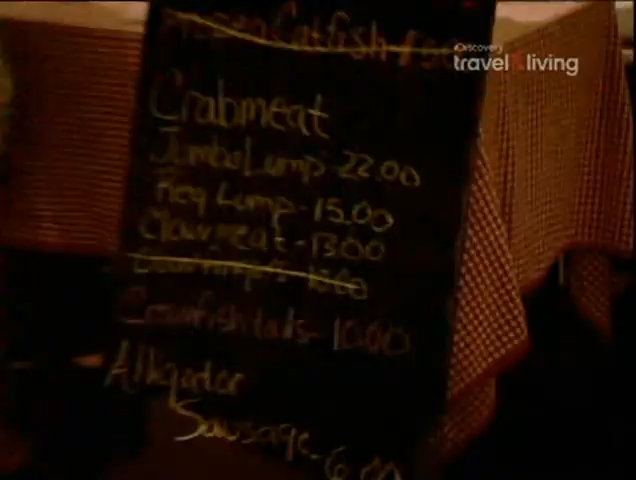 Catfish
Discovery
travel & living
Crabmeat
Jumbo Lump - 22.00
Reg Lump - 15.00
Clawmeat - 13.00
Crawfish tails - 10.00
Alligator
Sausage 6.00